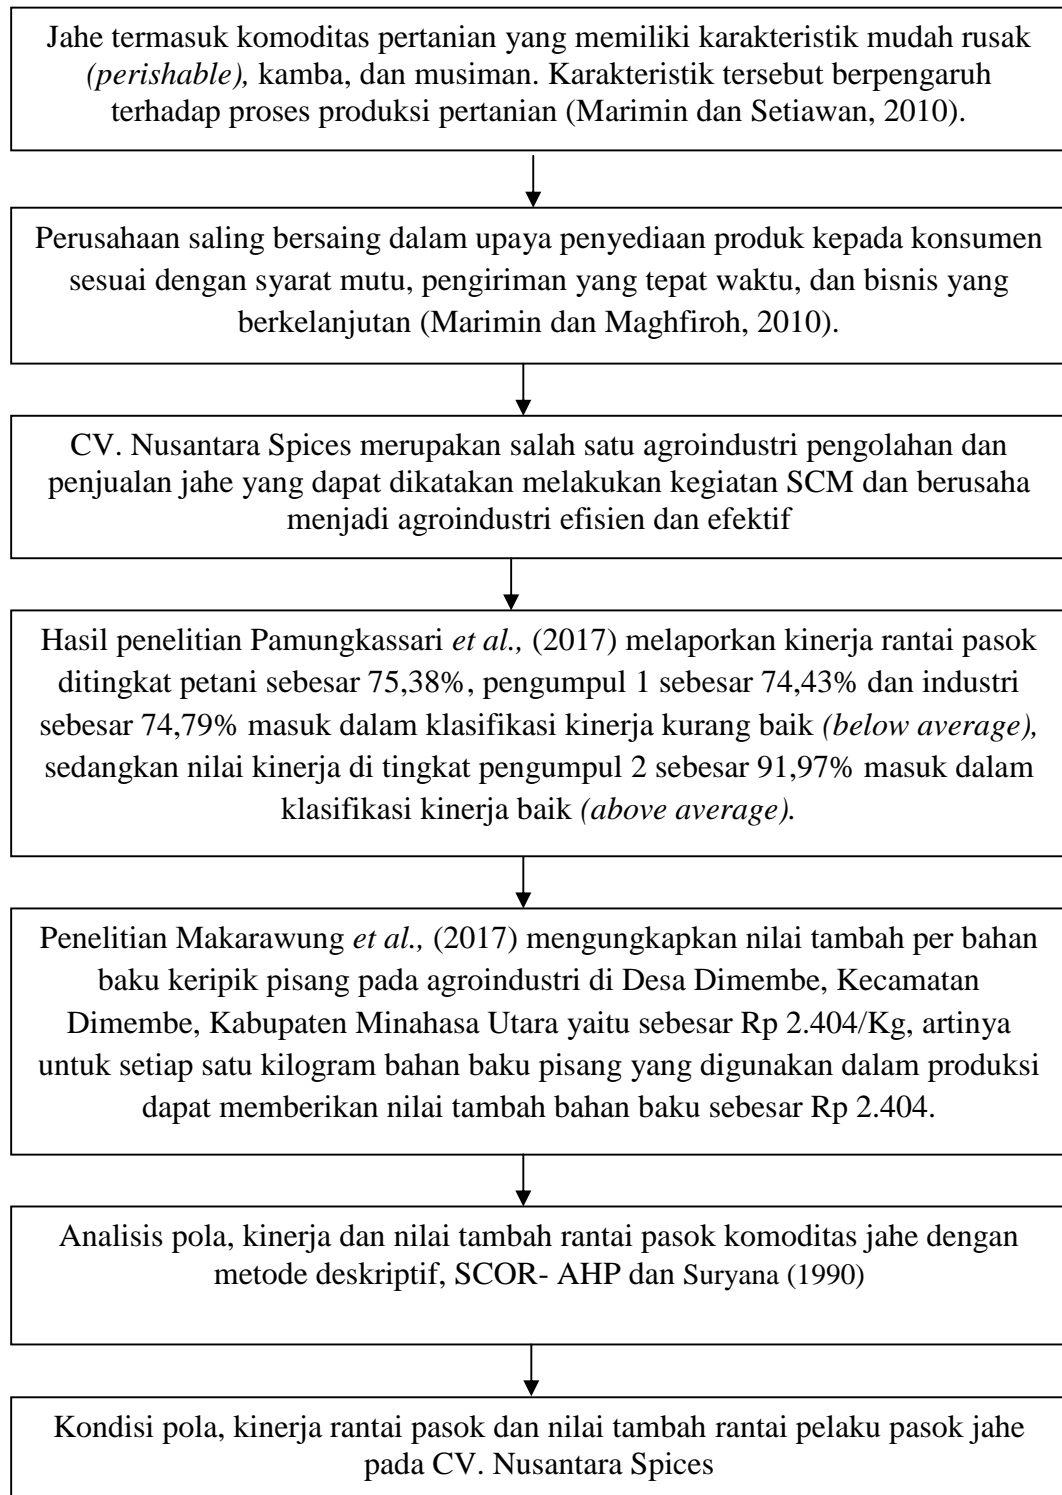 Jahe termasuk komoditas pertanian yang memiliki karakteristik mudah rusak
(perishable), kamba, dan musiman. Karakteristik tersebut berpengaruh
terhadap proses produksi pertanian (Marimin dan Setiawan, 2010).
Perusahaan saling bersaing dalam upaya penyediaan produk kepada konsumen
sesuai dengan syarat mutu, pengiriman yang tepat waktu, dan bisnis yang
berkelanjutan (Marimin dan Maghfiroh, 2010).
CV. Nusantara Spices merupakan salah satu agroindustri pengolahan dan
penjualan jahe yang dapat dikatakan melakukan kegiatan SCM dan berusaha
menjadi agroindustri efisien dan efektif
Hasil penelitian Pamungkassari et al., (2017) melaporkan kinerja rantai pasok
ditingkat petani sebesar 75,38%, pengumpul 1 sebesar 74,43% dan industri
sebesar 74,79% masuk dalam klasifikasi kinerja kurang baik (below average),
sedangkan nilai kinerja di tingkat pengumpul 2 sebesar 91,97% masuk dalam
klasifikasi kinerja baik (above average).
Penelitian Makarawung et al., (2017) mengungkapkan nilai tambah per bahan
baku keripik pisang pada agroindustri di Desa Dimembe, Kecamatan
Dimembe, Kabupaten Minahasa Utara yaitu sebesar Rp 2.404/Kg, artinya
untuk setiap satu kilogram bahan baku pisang yang digunakan dalam produksi
dapat memberikan nilai tambah bahan baku sebesar Rp 2.404.
Analisis pola, kinerja dan nilai tambah rantai pasok komoditas jahe dengan
metode deskriptif, SCOR- AHP dan Suryana (1990)
Kondisi pola, kinerja rantai pasok dan nilai tambah rantai pelaku pasok jahe
pada CV. Nusantara Spices